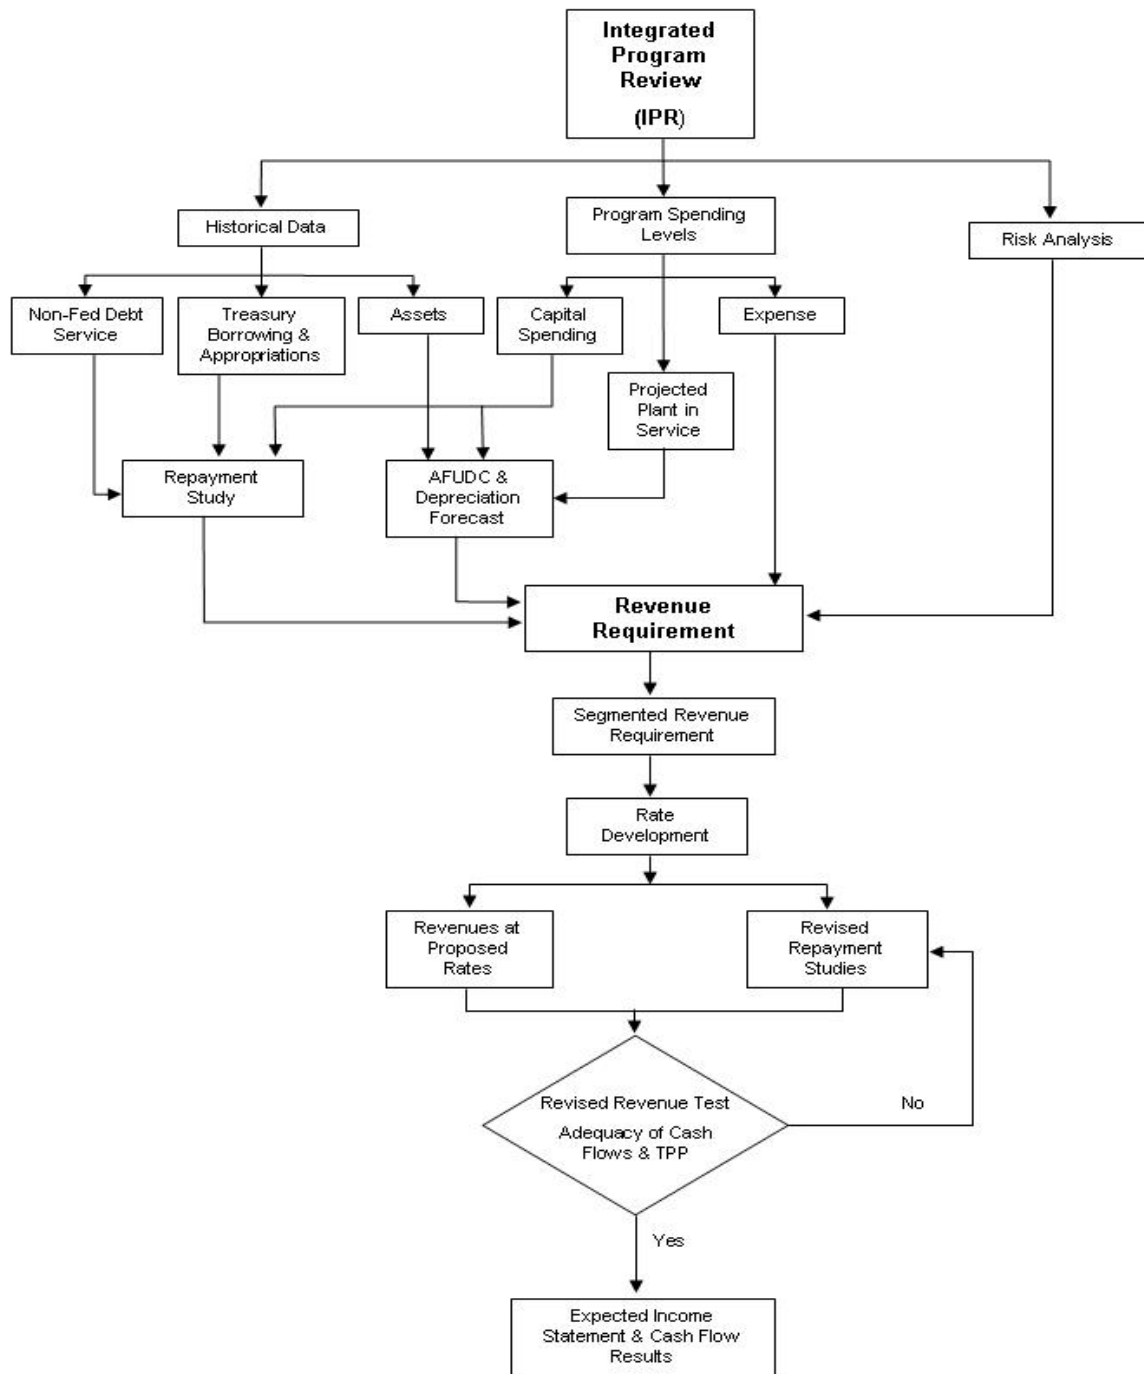 Integrated
Program
Review
(IPR)
Historical Data
Program Spending
Levels
Risk Analysis
Non-Fed Debt
Service
Treasury
Borrowing &
Appropriations
Assets
Capital
Spending
Expense
Projected
Plant in
Service
Repayment
Study
AFUDC &
Depreciation
Forecast
Revenue
Requirement
Segmented Revenue
Requirement
Rate
Development
Revenues at
Proposed
Rates
Revised
Repayment
Studies
Revised Revenue Test
Adequacy of Cash
Flows & TPP
No
Yes
Expected Income
Statement & Cash Flow
Results